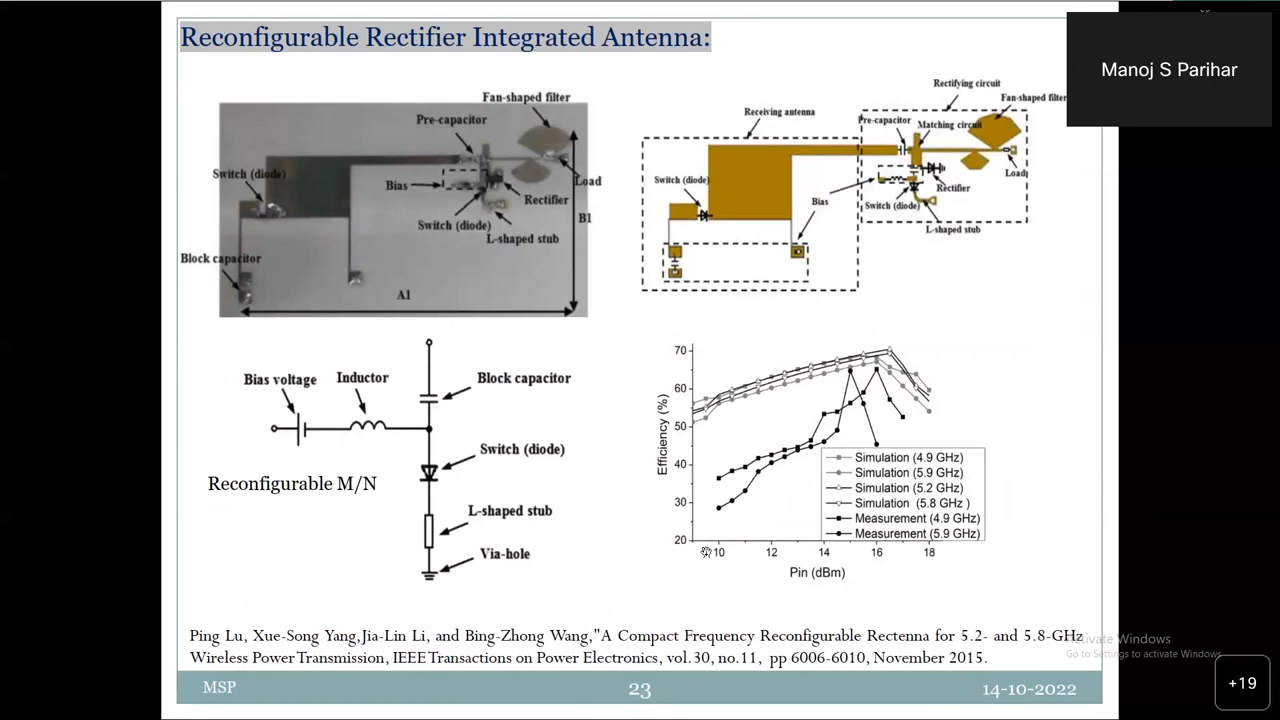 Reconfigurable Rectifier Integrated Antenna:
Manoj S Parihar
Fan-shaped filter
Pre-capacitor
Switch (diode)
Bias
Load
Rectifier
B1
Switch (diode)
L-shaped stub
Block capacitor
A1
Rectifying circuit
Fan-shaped filter
Receiving antenna
Pre-capacitor
Matching circuit
Switch (diode)
Load
Rectifier
Bias
Switch (diode)
L-shaped stub
Bias voltage
Inductor
Block capacitor
Switch (diode)
Reconfigurable M/N
L-shaped stub
Via-hole
70
60
50
40
30
20
Efficiency (%)
Simulation (4.9 GHz)
Simulation (5.9 GHz)
Simulation (5.2 GHz)
Simulation (5.8 GHz )
Measurement (4.9 GHz)
Measurement (5.9 GHz)
10 12 14 16 18
Pin (dBm)
Ping Lu, Xue-Song Yang,Jia-Lin Li, and Bing-Zhong Wang,"A Compact Frequency Reconfigurable Rectenna for 5.2- and 5.8-GHz
Wireless Power Transmission, IEEE Transactions on Power Electronics, vol.30, no.11, pp 6006-6010, November 2015.
Activate Windows
Go to Settings to activate Windows.
MSP
23
14-10-2022
+19